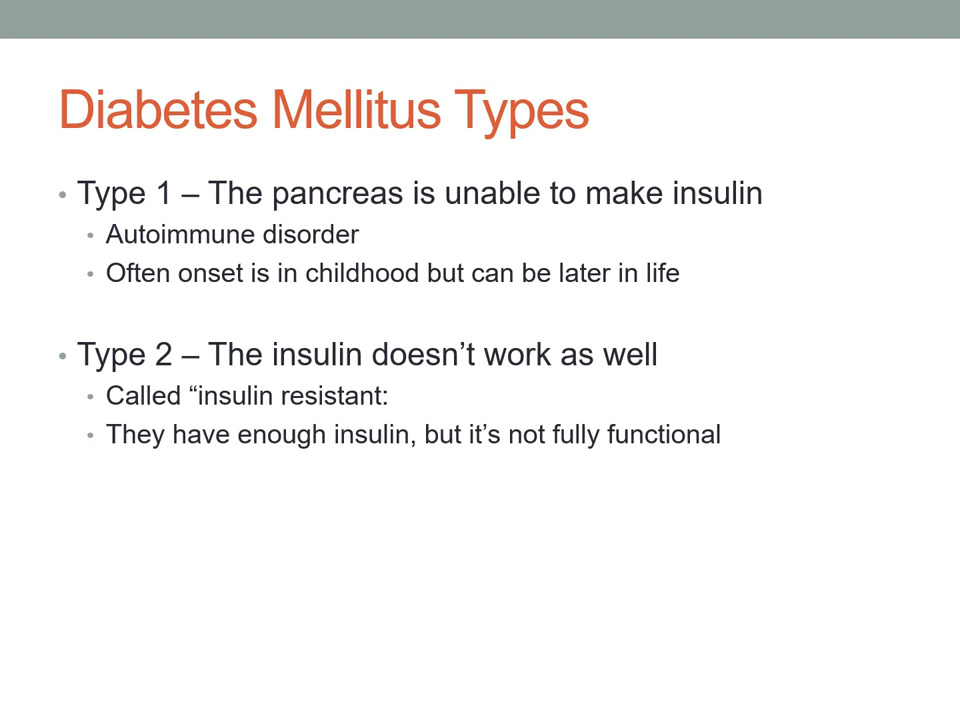 Diabetes Mellitus Types
• Type 1 – The pancreas is unable to make insulin
• Autoimmune disorder
• Often onset is in childhood but can be later in life
• Type 2 – The insulin doesn’t work as well
• Called “insulin resistant:
• They have enough insulin, but it’s not fully functional